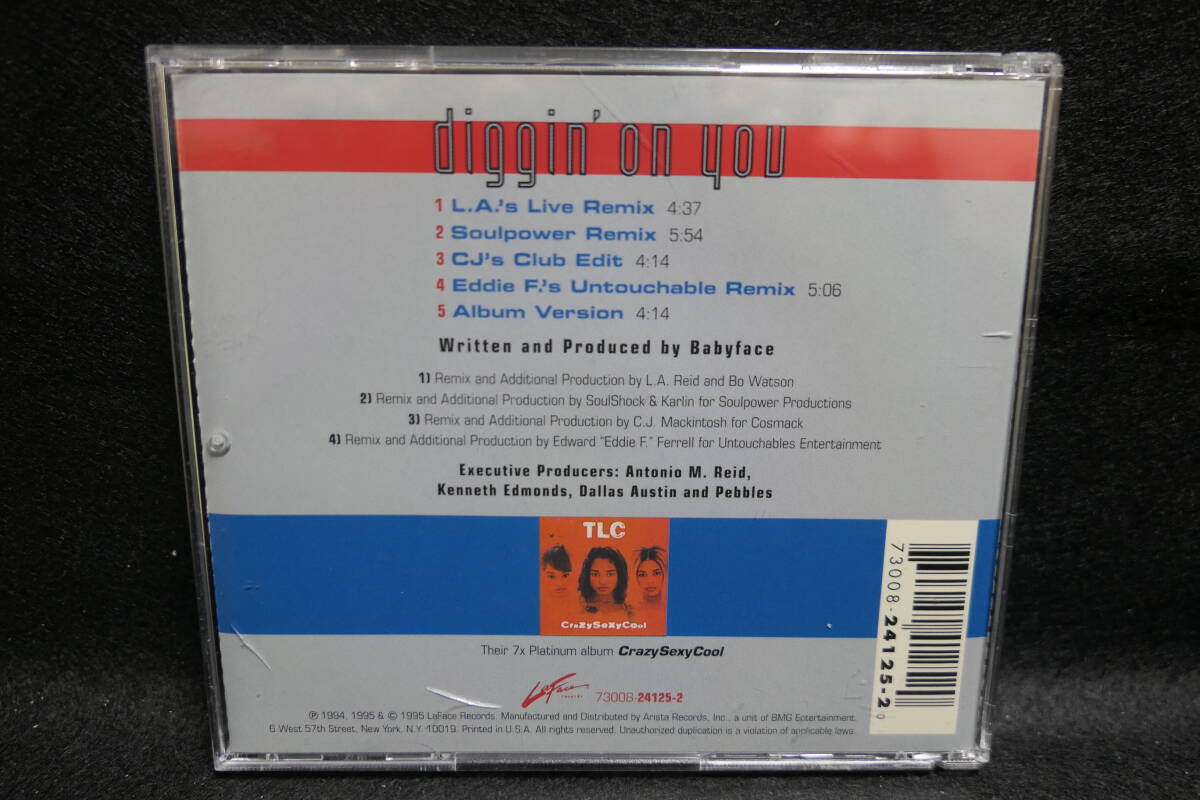 diggin' on you
1 L.A.'s Live Remix 4:37
2 Soulpower Remix 5:54
3 CJ's Club Edit 4:14
4 Eddie F.'s Untouchable Remix 5:06
5 Album Version 4:14
Written and Produced by Babyface
1) Remix and Additional Production by L.A. Reid and Bo Watson
2) Remix and Additional Production by SoulShock & Karlin for Soulpower Productions
3) Remix and Additional Production by C.J. Mackintosh for Cosmack
4) Remix and Additional Production by Edward "Eddie F." Ferrell for Untouchables Entertainment
Executive Producers: Antonio M. Reid,
Kenneth Edmonds, Dallas Austin and Pebbles
TLC
CrazySexyCool
Their 7x Platinum album CrazySexyCool
LaFace
records
73008-24125-2
℗ 1994, 1995 & © 1995 LaFace Records. Manufactured and Distributed by Arista Records, Inc., a unit of BMG Entertainment,
6 West 57th Street, New York, N.Y. 10019. Printed in U.S.A. All rights reserved. Unauthorized duplication is a violation of applicable laws.
73008-24125-2 0